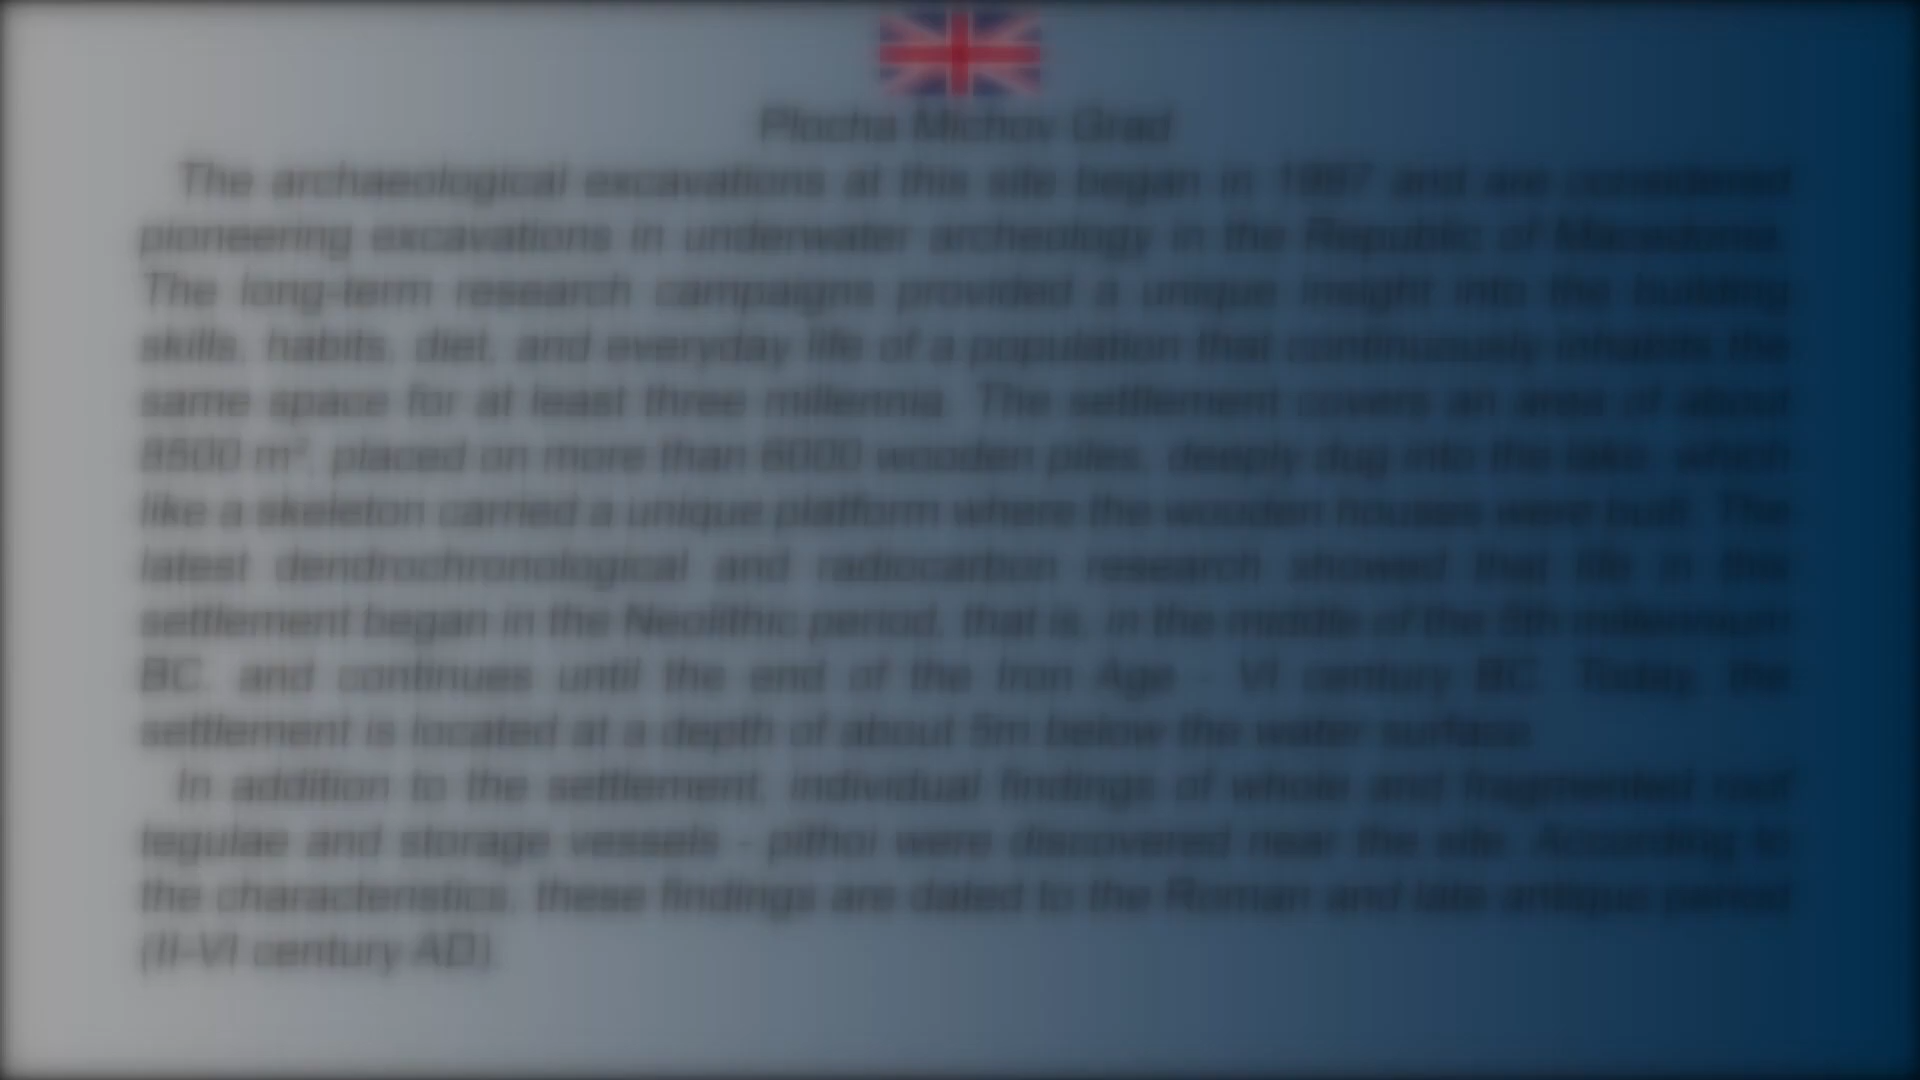 Plocha Michov Grad
The archaeological excavations at this site began in 1997 and are considered
pioneering excavations in underwater archeology in the Republic of Macedonia.
The long-term research campaigns provided a unique insight into the building
skills, habits, diet, and everyday life of a population that continuously inhabits the
same space for at least three millennia. The settlement covers an area of about
8500 m², placed on more than 6000 wooden piles, deeply dug into the lake, which
like a skeleton carried a unique platform where the wooden houses were built. The
latest dendrochronological and radiocarbon research showed that life in this
settlement began in the Neolithic period, that is, in the middle of the 5th millennium
BC. and continues until the end of the Iron Age - VI century BC. Today, the
settlement is located at a depth of about 5m below the water surface.
In addition to the settlement, individual findings of whole and fragmented roof
tegulae and storage vessels - pithoi were discovered near the site. According to
the characteristics, these findings are dated to the Roman and late antique period
(II-VI century AD).